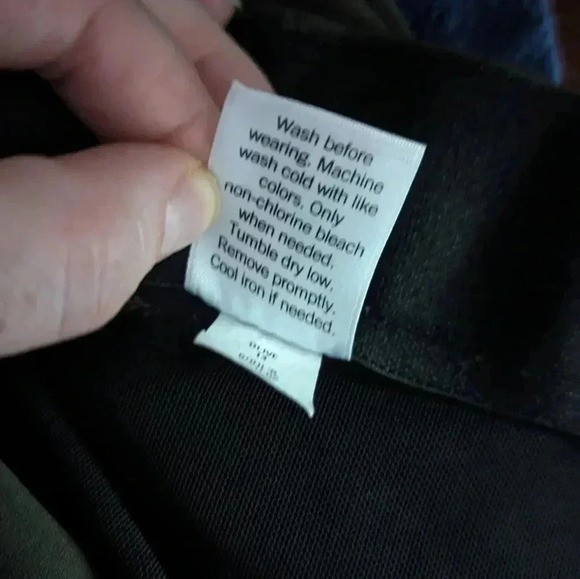 Wash before
wearing. Machine
wash cold with like
colors. Only
non-chlorine bleach
when needed.
Tumble dry low.
Remove promptly.
Cool iron if needed.
OLIVE